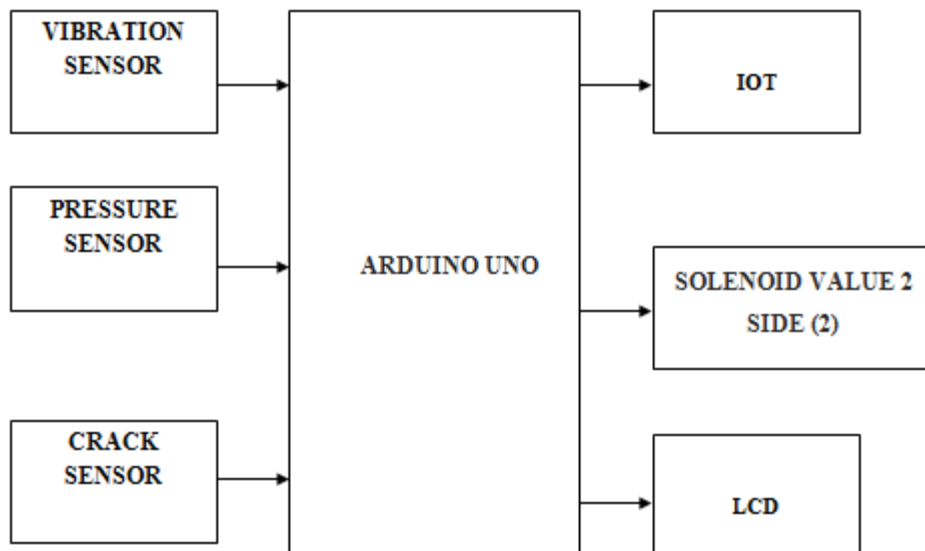 VIBRATION
SENSOR
IOT
PRESSURE
SENSOR
ARDUINO UNO
SOLENOID VALUE 2
SIDE (2)
CRACK
SENSOR
LCD